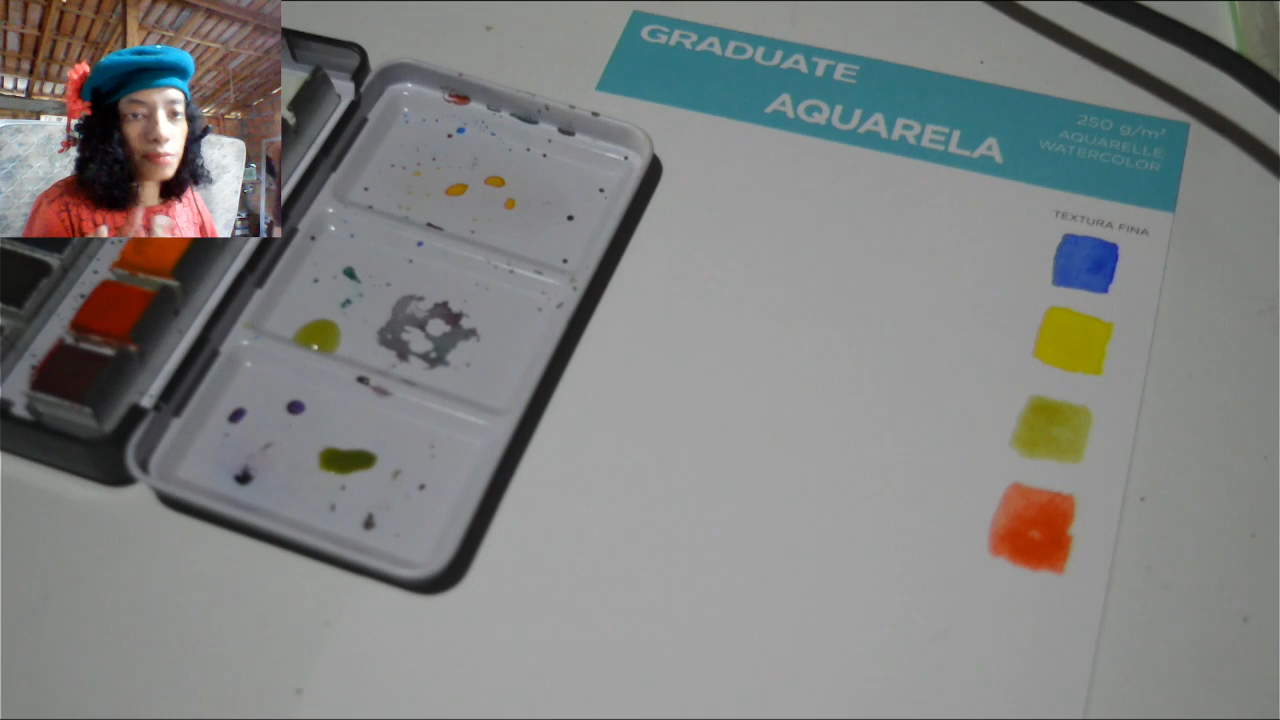 GRADUATE
AQUARELA
250 g/m²
AQUARELLE
WATERCOLOR
TEXTURA FINA